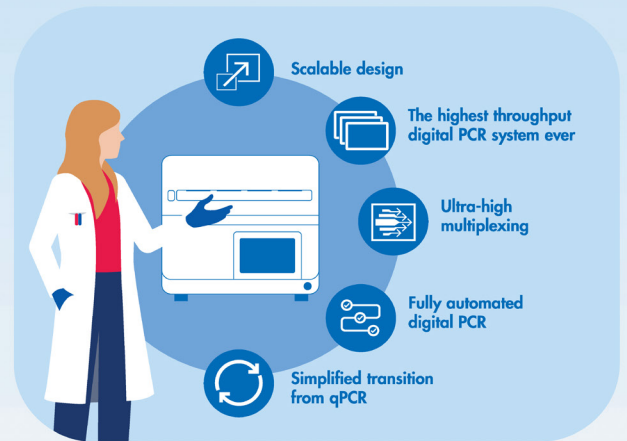 Scalable design
The highest throughput
digital PCR system ever
Ultra-high
multiplexing
Fully automated
digital PCR
Simplified transition
from qPCR